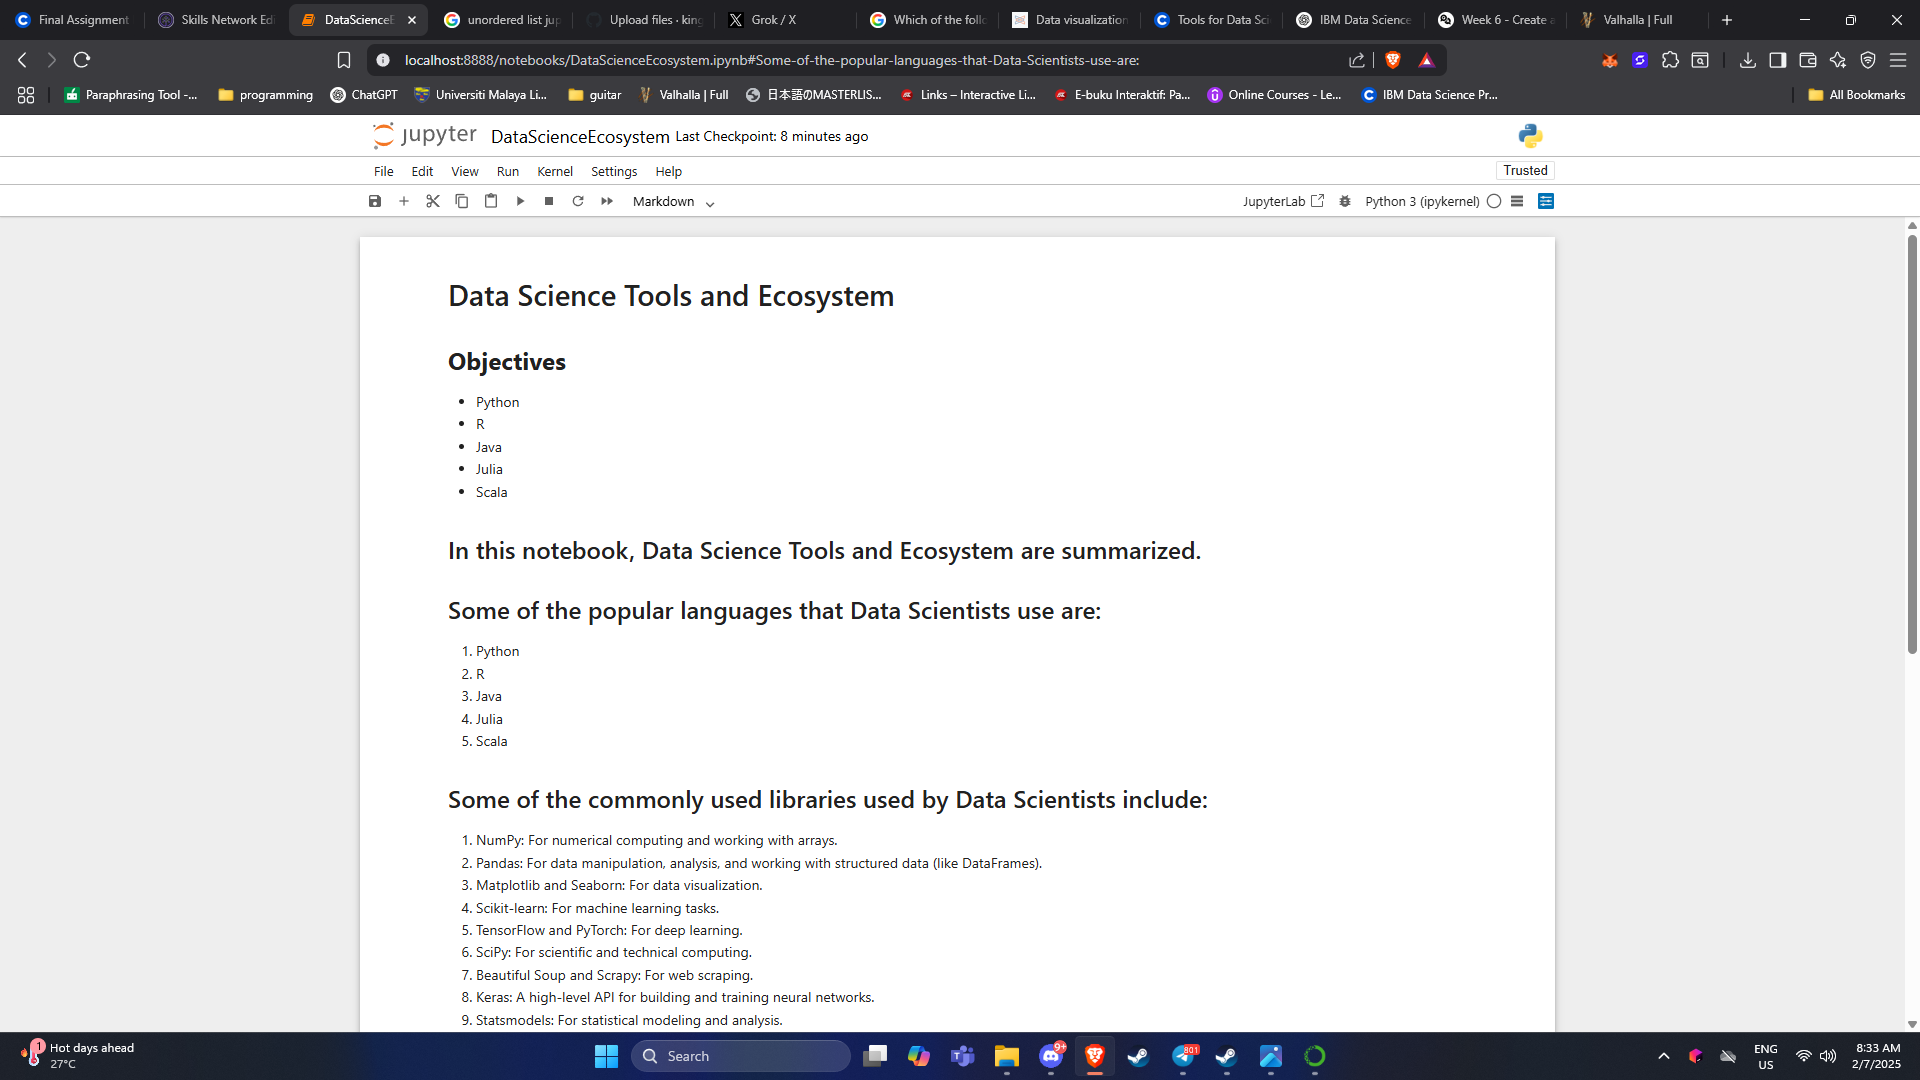 Final Assignment
Skills Network Edi
DataScienceE
unordered list jup
Upload files · king
Grok / X
Which of the follo
Data visualization
Tools for Data Sci
IBM Data Science
Week 6 - Create a
Valhalla | Full
localhost:8888/notebooks/DataScienceEcosystem.ipynb#Some-of-the-popular-languages-that-Data-Scientists-use-are:
Paraphrasing Tool -...
programming
ChatGPT
Universiti Malaya Li...
guitar
Valhalla | Full
日本語のMASTERLIS...
Links – Interactive Li...
E-buku Interaktif: Pa...
Online Courses - Le...
IBM Data Science Pr...
All Bookmarks
jupyter DataScienceEcosystem Last Checkpoint: 8 minutes ago
File Edit View Run Kernel Settings Help
Trusted
Markdown
JupyterLab
Python 3 (ipykernel)
Data Science Tools and Ecosystem
Objectives
• Python
• R
• Java
• Julia
• Scala
In this notebook, Data Science Tools and Ecosystem are summarized.
Some of the popular languages that Data Scientists use are:
1. Python
2. R
3. Java
4. Julia
5. Scala
Some of the commonly used libraries used by Data Scientists include:
1. NumPy: For numerical computing and working with arrays.
2. Pandas: For data manipulation, analysis, and working with structured data (like DataFrames).
3. Matplotlib and Seaborn: For data visualization.
4. Scikit-learn: For machine learning tasks.
5. TensorFlow and PyTorch: For deep learning.
6. SciPy: For scientific and technical computing.
7. Beautiful Soup and Scrapy: For web scraping.
8. Keras: A high-level API for building and training neural networks.
9. Statsmodels: For statistical modeling and analysis.
1
Hot days ahead
27°C
Search
9+
801
ENG
US
8:33 AM
2/7/2025